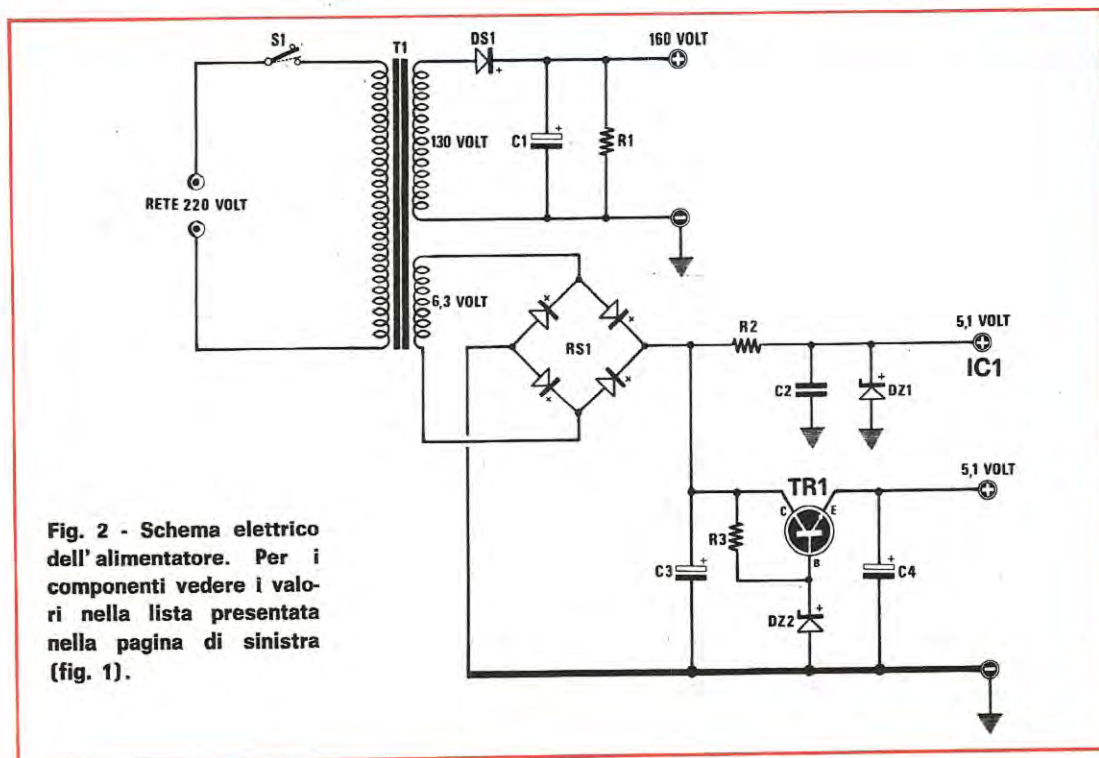 S1
T1
DS1
160 VOLT
+
130 VOLT
C1
+
R1
RETE 220 VOLT
6,3 VOLT
RS1
R2
5,1 VOLT
IC1
C2
DZ1
+
TR1
C
E
B
5,1 VOLT
R3
C3
+
C4
+
DZ2
+
Fig. 2 - Schema elettrico
dell'alimentatore. Per i
componenti vedere i valo-
ri nella lista presentata
nella pagina di sinistra
(fig. 1).